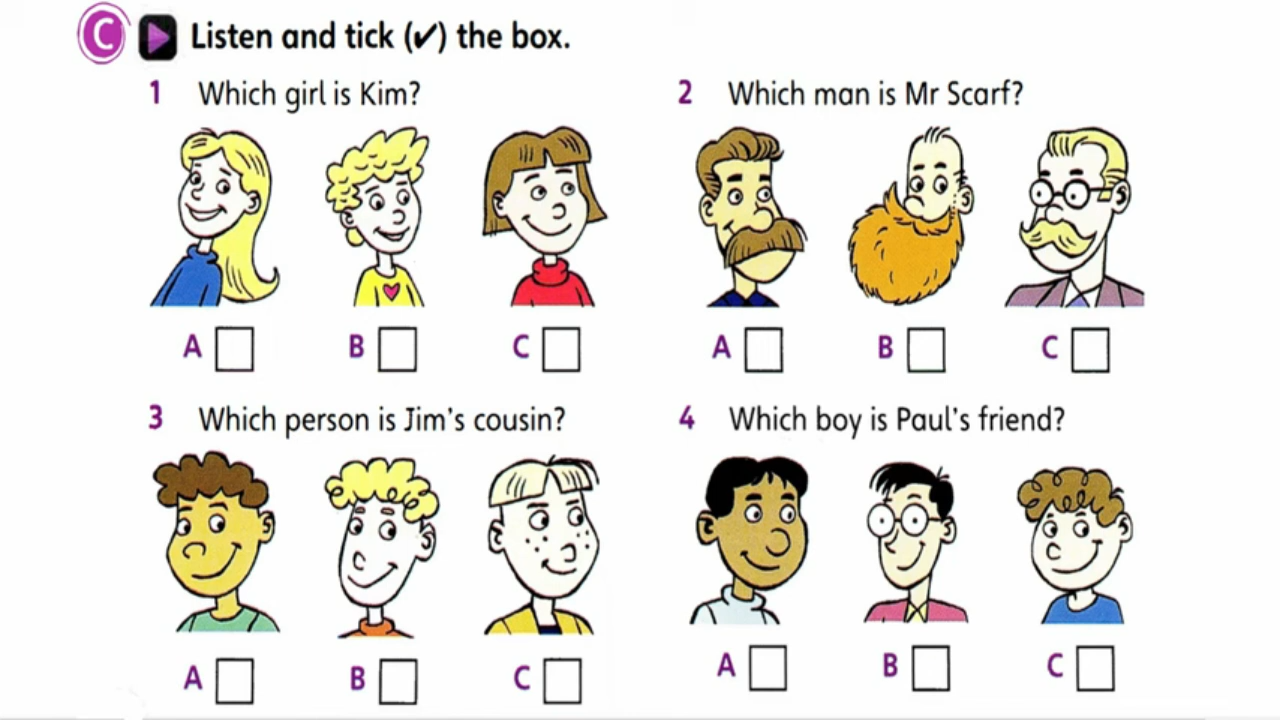 C Listen and tick (✔) the box.
1 Which girl is Kim?
A B C
2 Which man is Mr Scarf?
A B C
3 Which person is Jim's cousin?
A B C
4 Which boy is Paul's friend?
A B C